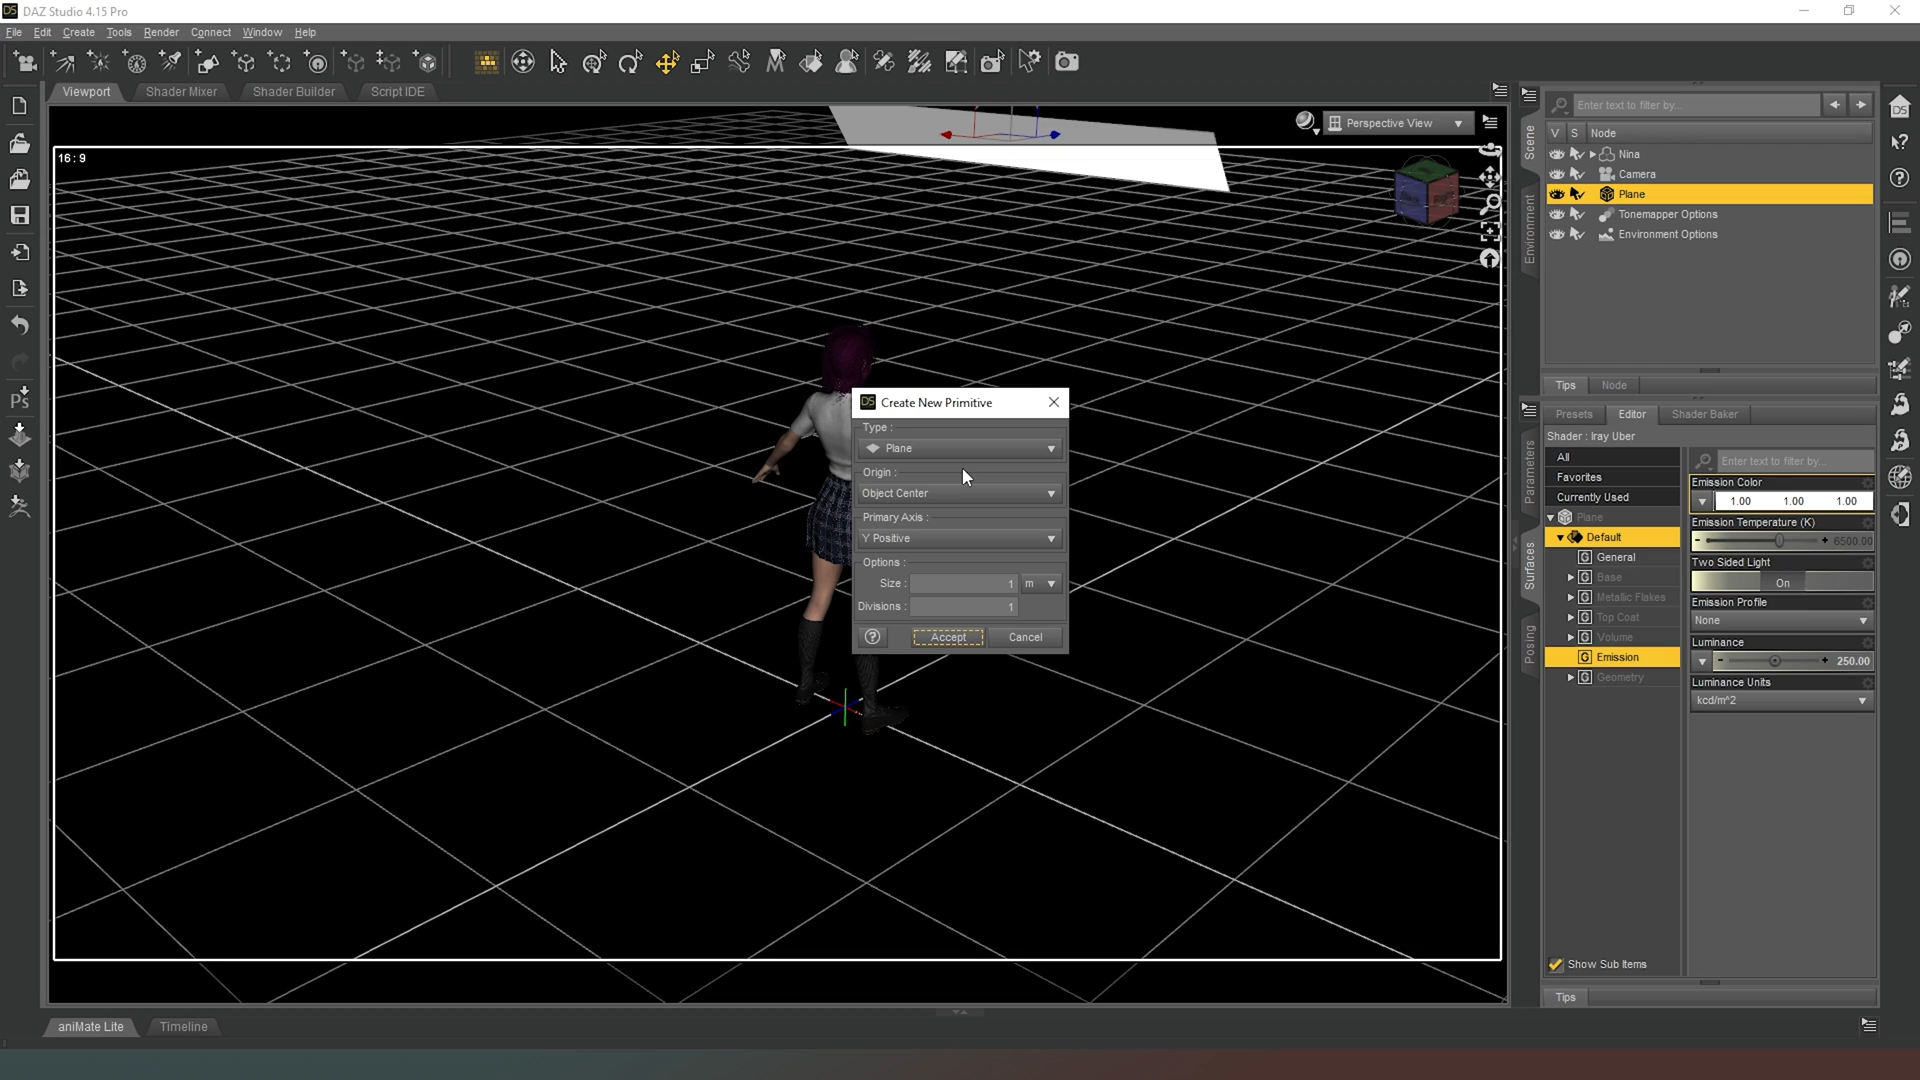 DAZ Studio 4.15 Pro
File Edit Create Tools Render Connect Window Help
Viewport Shader Mixer Shader Builder Script IDE
16 : 9
Perspective View
Create New Primitive
Type :
Plane
Origin :
Object Center
Primary Axis :
Y Positive
Options :
Size : 1 m
Divisions : 1
Accept Cancel
Scene
Environment
Enter text to filter by...
V S Node
Nina
Camera
Plane
Tonemapper Options
Environment Options
Tips Node
Parameters
Surfaces
Posing
Presets Editor Shader Baker
Shader : Iray Uber
All
Favorites
Currently Used
Plane
Default
General
Base
Metallic Flakes
Top Coat
Volume
Emission
Geometry
Show Sub Items
Enter text to filter by...
Emission Color
1.00 1.00 1.00
Emission Temperature (K)
6500.00
Two Sided Light
On
Emission Profile
None
Luminance
250.00
Luminance Units
kcd/m^2
Tips
aniMate Lite Timeline